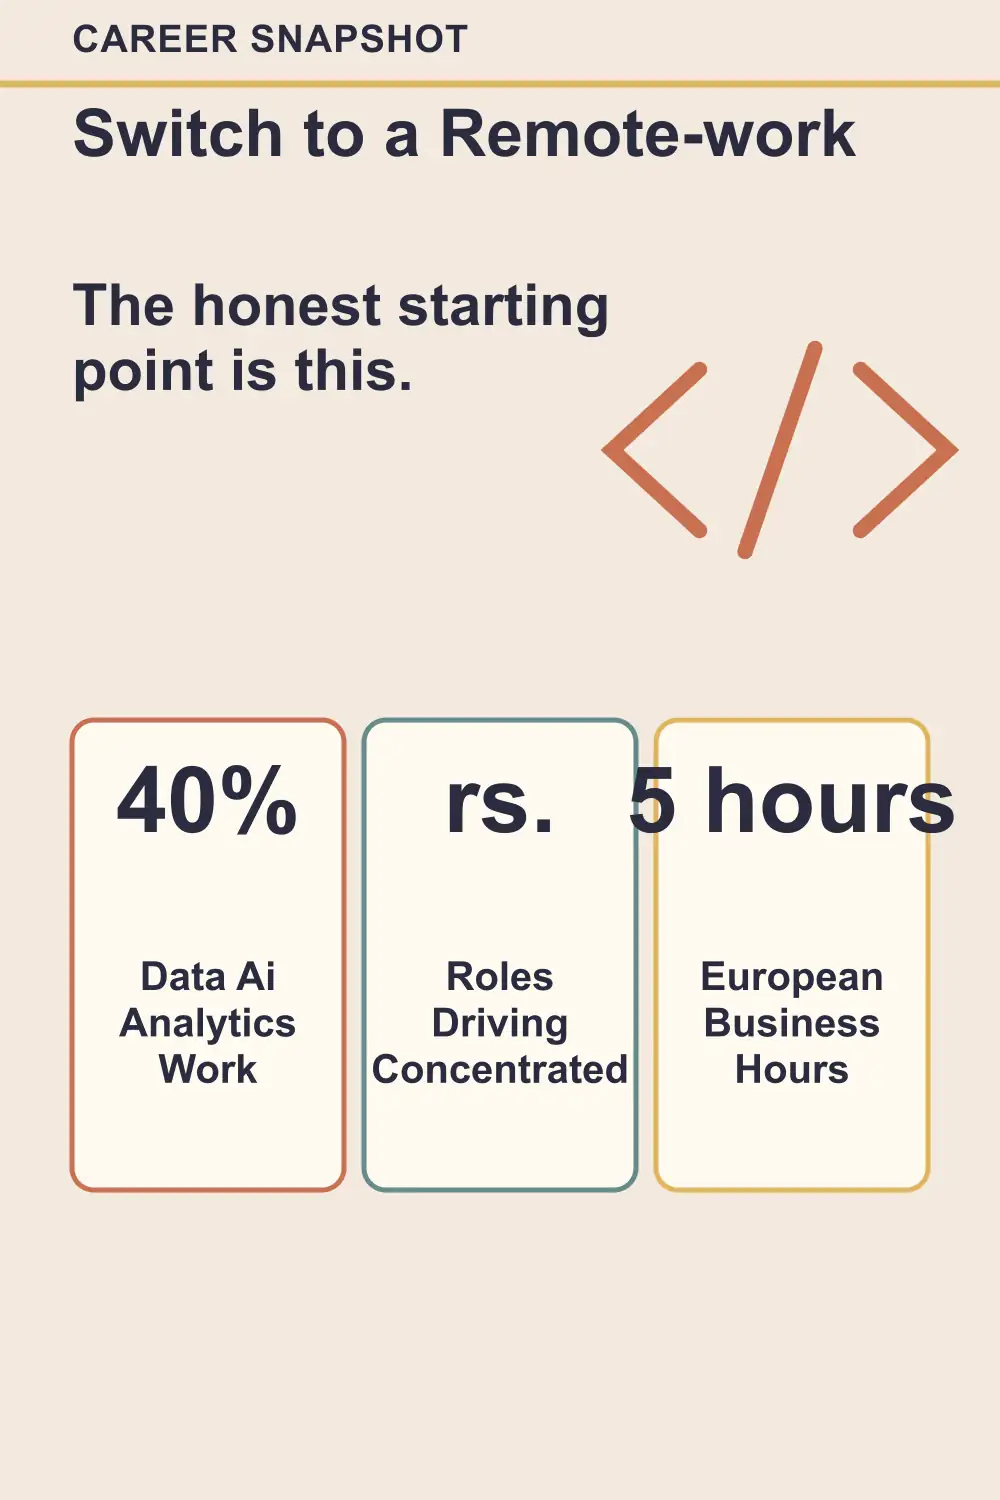 CAREER SNAPSHOT
Switch to a Remote-work
The honest starting
point is this.
40%
Data Ai
Analytics
Work
rs.
Roles
Driving
Concentrated
5 hours
European
Business
Hours